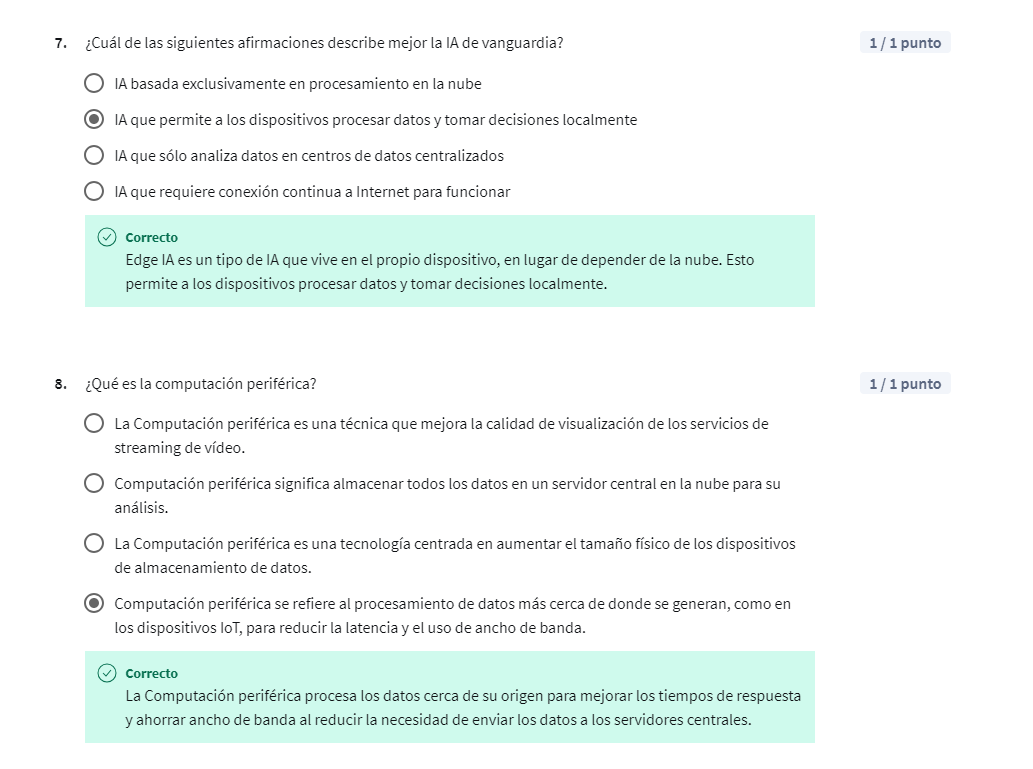 7. ¿Cuál de las siguientes afirmaciones describe mejor la IA de vanguardia?
1 / 1 punto
IA basada exclusivamente en procesamiento en la nube
IA que permite a los dispositivos procesar datos y tomar decisiones localmente
IA que sólo analiza datos en centros de datos centralizados
IA que requiere conexión continua a Internet para funcionar
Correcto
Edge IA es un tipo de IA que vive en el propio dispositivo, en lugar de depender de la nube. Esto
permite a los dispositivos procesar datos y tomar decisiones localmente.
8. ¿Qué es la computación periférica?
1 / 1 punto
La Computación periférica es una técnica que mejora la calidad de visualización de los servicios de
streaming de vídeo.
Computación periférica significa almacenar todos los datos en un servidor central en la nube para su
análisis.
La Computación periférica es una tecnología centrada en aumentar el tamaño físico de los dispositivos
de almacenamiento de datos.
Computación periférica se refiere al procesamiento de datos más cerca de donde se generan, como en
los dispositivos IoT, para reducir la latencia y el uso de ancho de banda.
Correcto
La Computación periférica procesa los datos cerca de su origen para mejorar los tiempos de respuesta
y ahorrar ancho de banda al reducir la necesidad de enviar los datos a los servidores centrales.